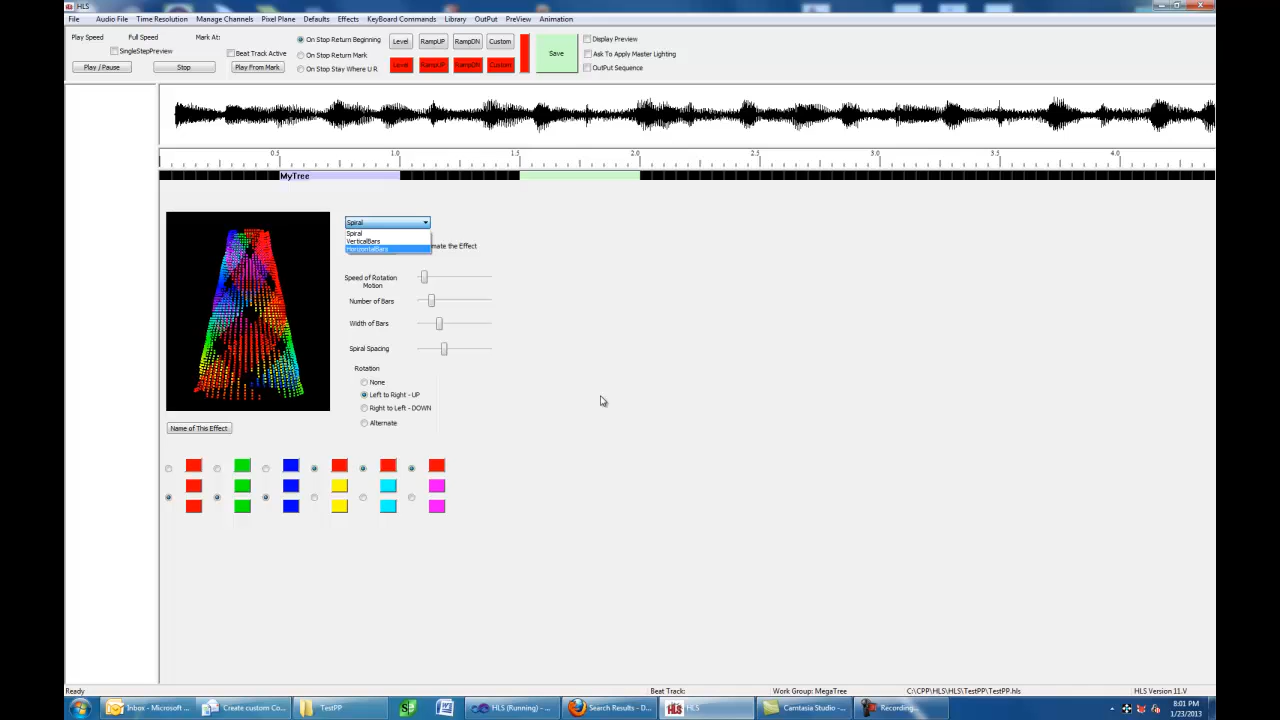 HLS
File Audio File Time Resolution Manage Channels Pixel Plane Defaults Effects KeyBoard Commands Library OutPut PreView Animation
Play Speed Full Speed Mark At: On Stop Return Beginning Level RampUP RampDN Custom Save Display Preview
SingleStepPreview Beat Track Active On Stop Return Mark Ask To Apply Master Lighting
Play / Pause Stop Play From Mark On Stop Stay Where U R Level RampUP RampDN Custom OutPut Sequence
0.5 1.0 1.5 2.0 2.5 3.0 3.5 4.0
MyTree
Spiral
Spiral
VerticalBars
HorizontalBars
mate the Effect
Speed of Rotation
Motion
Number of Bars
Width of Bars
Spiral Spacing
Rotation
None
Left to Right - UP
Right to Left - DOWN
Alternate
Name of This Effect
Ready Beat Track: Work Group: MegaTree C:\CPP\HLS\HLS\TestPP\TestPP.hls HLS Version 11.V
Inbox - Microsoft ... Create custom Co... TestPP HLS (Running) - ... Search Results - D... HLS Camtasia Studio - ... Recording... 8:01 PM
1/23/2013